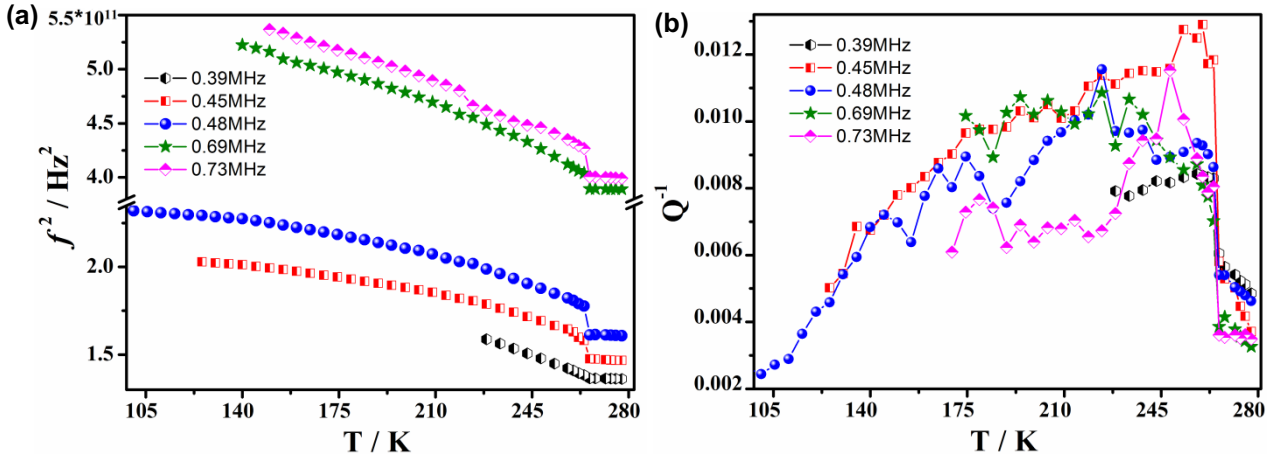 (a)
5.5*10¹¹
5.0
4.5
4.0
2.0
1.5
f ² / Hz²
0.39MHz
0.45MHz
0.48MHz
0.69MHz
0.73MHz
105 140 175 210 245 280
T / K
(b)
0.012
0.010
0.008
0.006
0.004
0.002
Q⁻¹
0.39MHz
0.45MHz
0.48MHz
0.69MHz
0.73MHz
105 140 175 210 245 280
T / K